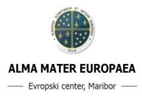 ALMA MATER EUROPAEA
Evropski center, Maribor